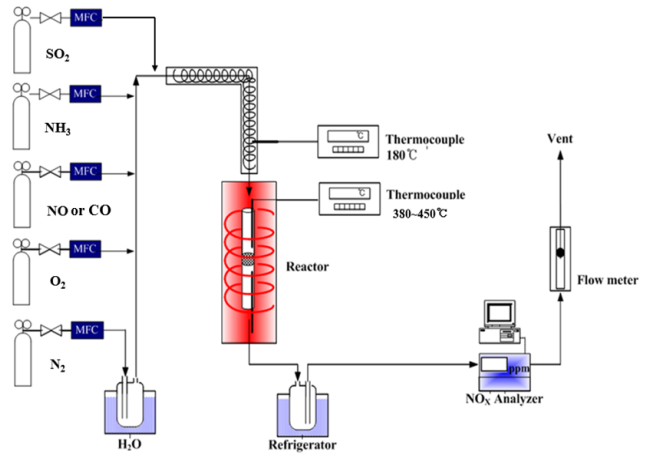 MFC
SO2
MFC
NH3
MFC
NO or CO
MFC
O2
MFC
N2
H2O
℃
Thermocouple
180℃
℃
Thermocouple
380~450℃
Reactor
Refrigerator
ppm
NOX Analyzer
Vent
Flow meter